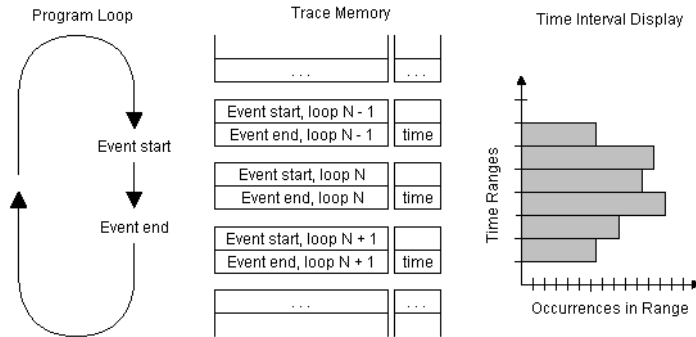 Program Loop
Trace Memory
Time Interval Display
. . .
. . .
Event start, loop N - 1
Event end, loop N - 1
time
Event start
Event start, loop N
Event end, loop N
time
Event end
Event start, loop N + 1
Event end, loop N + 1
time
. . .
. . .
Time Ranges
Occurrences in Range